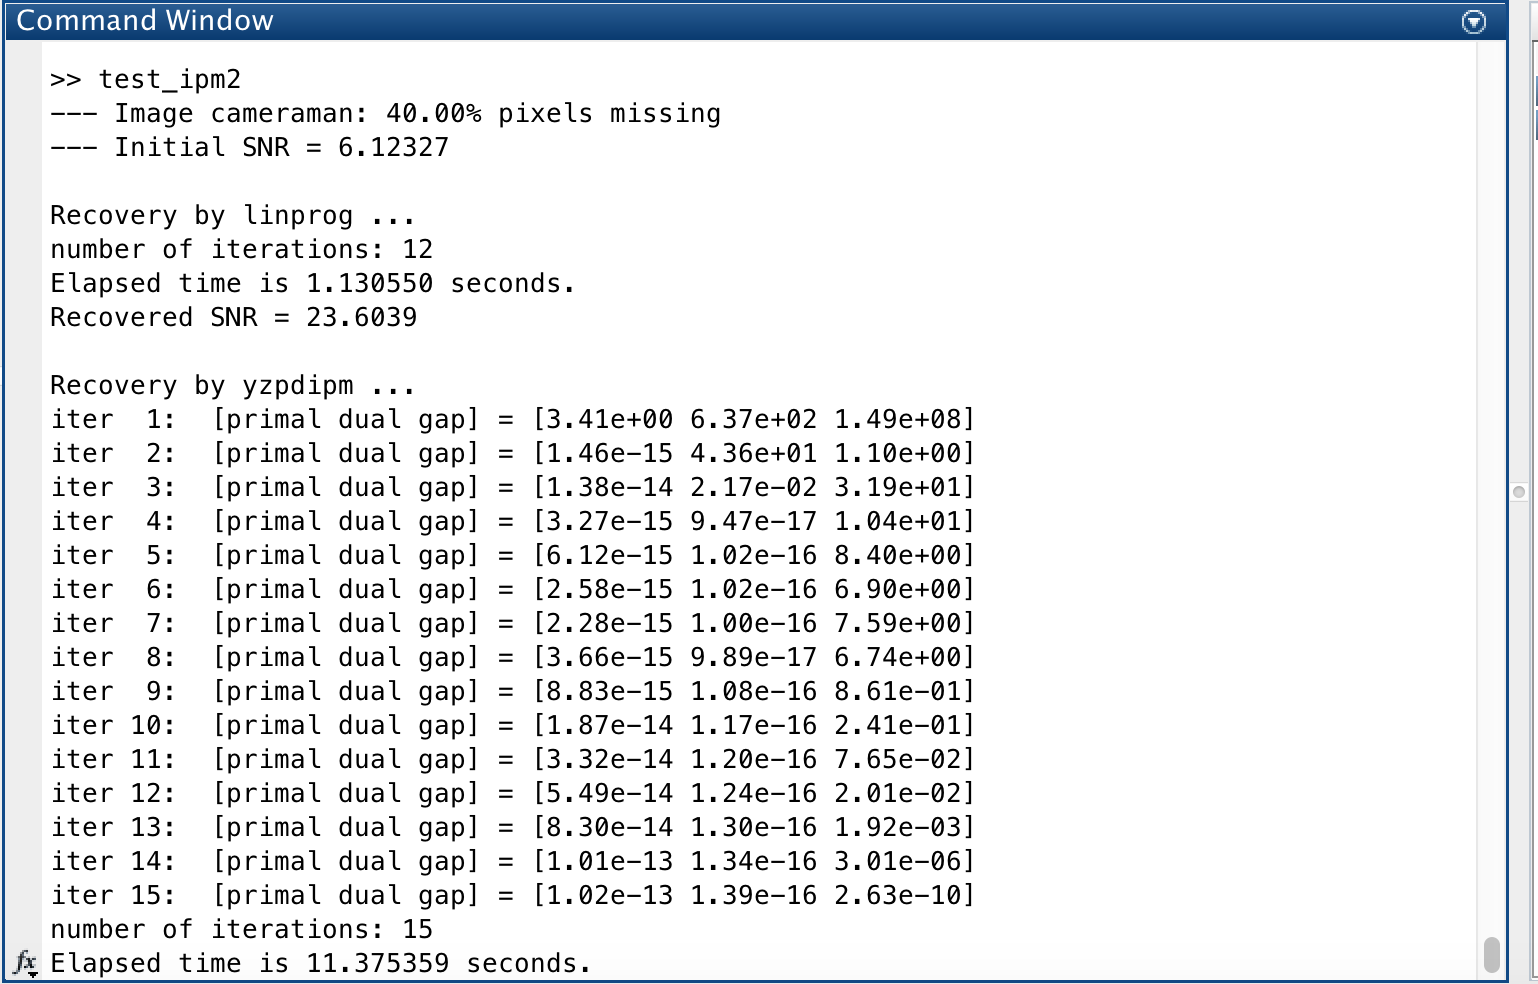 Command Window
>> test_ipm2
--- Image cameraman: 40.00% pixels missing
--- Initial SNR = 6.12327
Recovery by linprog ...
number of iterations: 12
Elapsed time is 1.130550 seconds.
Recovered SNR = 23.6039
Recovery by yzpdipm ...
iter  1:  [primal dual gap] = [3.41e+00 6.37e+02 1.49e+08]
iter  2:  [primal dual gap] = [1.46e-15 4.36e+01 1.10e+00]
iter  3:  [primal dual gap] = [1.38e-14 2.17e-02 3.19e+01]
iter  4:  [primal dual gap] = [3.27e-15 9.47e-17 1.04e+01]
iter  5:  [primal dual gap] = [6.12e-15 1.02e-16 8.40e+00]
iter  6:  [primal dual gap] = [2.58e-15 1.02e-16 6.90e+00]
iter  7:  [primal dual gap] = [2.28e-15 1.00e-16 7.59e+00]
iter  8:  [primal dual gap] = [3.66e-15 9.89e-17 6.74e+00]
iter  9:  [primal dual gap] = [8.83e-15 1.08e-16 8.61e-01]
iter 10:  [primal dual gap] = [1.87e-14 1.17e-16 2.41e-01]
iter 11:  [primal dual gap] = [3.32e-14 1.20e-16 7.65e-02]
iter 12:  [primal dual gap] = [5.49e-14 1.24e-16 2.01e-02]
iter 13:  [primal dual gap] = [8.30e-14 1.30e-16 1.92e-03]
iter 14:  [primal dual gap] = [1.01e-13 1.34e-16 3.01e-06]
iter 15:  [primal dual gap] = [1.02e-13 1.39e-16 2.63e-10]
number of iterations: 15
fx Elapsed time is 11.375359 seconds.